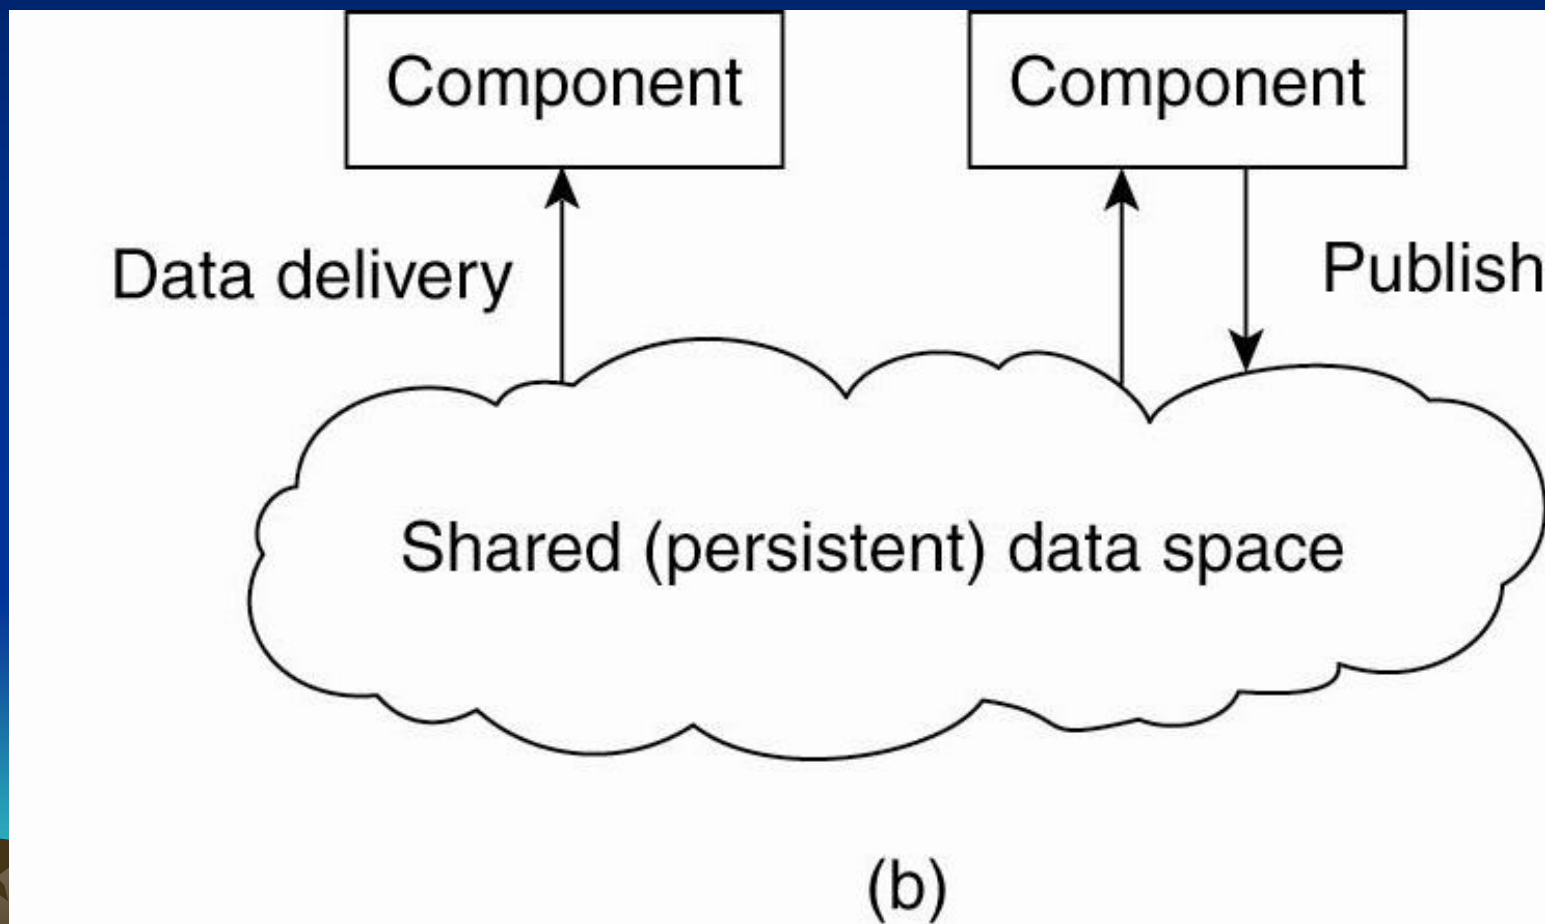 Component
Component
Data delivery
Publish
Shared (persistent) data space
(b)